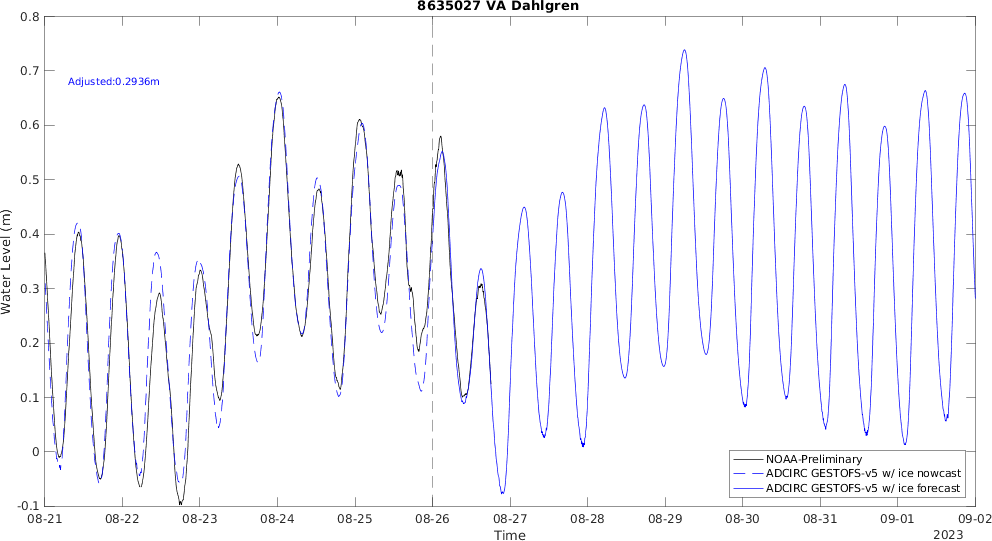 8635027 VA Dahlgren
0.8
0.7
0.6
0.5
0.4
0.3
0.2
0.1
0
-0.1
Water Level (m)
Adjusted:0.2936m
NOAA-Preliminary
ADCIRC GESTOFS-v5 w/ ice nowcast
ADCIRC GESTOFS-v5 w/ ice forecast
08-21 08-22 08-23 08-24 08-25 08-26 08-27 08-28 08-29 08-30 08-31 09-01 09-02
Time
2023